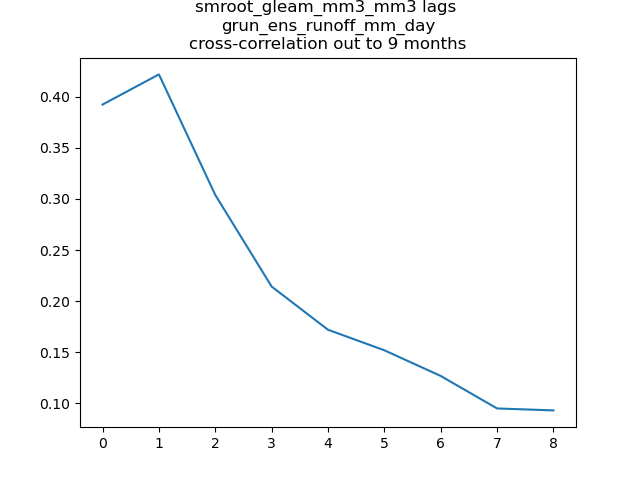 smroot_gleam_mm3_mm3 lags
grun_ens_runoff_mm_day
cross-correlation out to 9 months
0.40
0.35
0.30
0.25
0.20
0.15
0.10
0 1 2 3 4 5 6 7 8